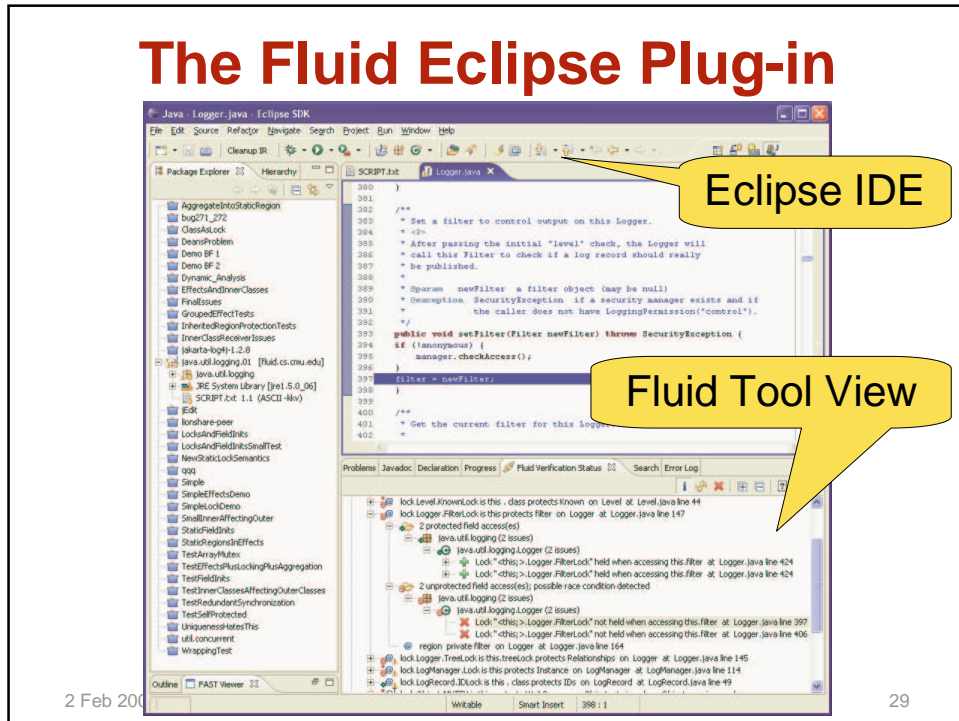 The Fluid Eclipse Plug-in
Java - Logger.java - Eclipse SDK
File Edit Source Refactor Navigate Search Project Run Window Help
Cleanup IR
Package Explorer Hierarchy
AggregateIntoStaticRegion
bug271_272
ClassAsLock
DeansProblem
Demo BF 1
Demo BF 2
Dynamic_Analysis
EffectsAndInnerClasses
FinalIssues
GroupedEffectTests
InheritedRegionProtectionTests
InnerClassReceiverIssues
jakarta-log4j-1.2.8
java.util.logging.01 [fluid.cs.cmu.edu]
java.util.logging
JRE System Library [jre1.5.0_06]
SCRIPT.txt 1.1 (ASCII -kkv)
jEdit
lionshare-peer
LocksAndFieldInits
LocksAndFieldInitsSmallTest
NewStaticLockSemantics
qqq
Simple
SimpleEffectsDemo
SimpleLockDemo
SmallInnerAffectingOuter
StaticFieldInits
StaticRegionsInEffects
TestArrayMutex
TestEffectsPlusLockingPlusAggregation
TestFieldInits
TestInnerClassesAffectingOuterClasses
TestRedundantSynchronization
TestSelfProtected
UniquenessHatesThis
util.concurrent
WrappingTest
Outline FAST Viewer
SCRIPT.txt Logger.java
380 }
381
382 /**
383 * Set a filter to control output on this Logger.
384 * <P>
385 * After passing the initial "level" check, the Logger will
386 * call this Filter to check if a log record should really
387 * be published.
388 *
389 * @param newFilter a filter object (may be null)
390 * @exception SecurityException if a security manager exists and if
391 * the caller does not have LoggingPermission("control").
392 */
393 public void setFilter(Filter newFilter) throws SecurityException {
394 if (!anonymous) {
395 manager.checkAccess();
396 }
397 filter = newFilter;
398 }
399
400 /**
401 * Get the current filter for this Logger
402 *
Eclipse IDE
Fluid Tool View
Problems Javadoc Declaration Progress Fluid Verification Status Search Error Log
lock Level.KnownLock is this . class protects Known on Level at Level.java line 44
lock Logger.FilterLock is this protects filter on Logger at Logger.java line 147
2 protected field access(es)
java.util.logging (2 issues)
java.util.logging.Logger (2 issues)
Lock "<this;>.Logger.FilterLock" held when accessing this.filter at Logger.java line 424
Lock "<this;>.Logger.FilterLock" held when accessing this.filter at Logger.java line 424
2 unprotected field access(es); possible race condition detected
java.util.logging (2 issues)
java.util.logging.Logger (2 issues)
Lock "<this;>.Logger.FilterLock" not held when accessing this.filter at Logger.java line 397
Lock "<this;>.Logger.FilterLock" not held when accessing this.filter at Logger.java line 406
region private filter on Logger at Logger.java line 164
lock Logger.TreeLock is this.treeLock protects Relationships on Logger at Logger.java line 145
lock LogManager.Lock is this protects Instance on LogManager at LogManager.java line 114
lock LogRecord.IDLock is this . class protects IDs on LogRecord at LogRecord.java line 49
Writable Smart Insert 398 : 1
2 Feb 200
29